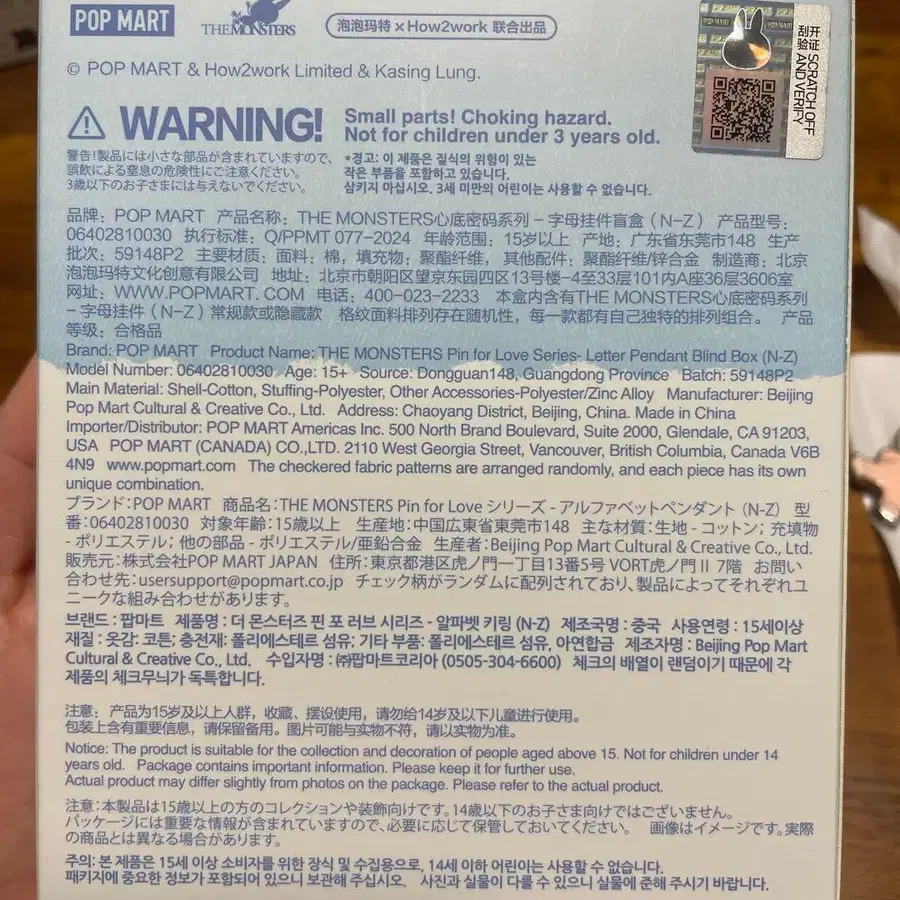 POP MART
THE MONSTERS
泡泡玛特 × How2work 联合出品
© POP MART & How2work Limited & Kasing Lung.
POP MART
开证 SCRATCH OFF
刮验 AND VERIFY
WARNING!
Small parts! Choking hazard.
Not for children under 3 years old.
警告!製品には小さな部品が含まれていますので、
誤飲による窒息の危険性にご注意ください。
3歳以下のお子さまには与えないでください。
*경고: 이 제품은 질식의 위험이 있는
작은 부품을 포함하고 있습니다.
삼키지 마십시오. 3세 미만의 어린이는 사용할 수 없습니다.
品牌：POP MART 产品名称：THE MONSTERS心底密码系列 – 字母挂件盲盒（N–Z） 产品型号：
06402810030 执行标准：Q/PPMT 077–2024 年龄范围：15岁以上 产地：广东省东莞市148 生产
批次：59148P2 主要材质：面料：棉，填充物：聚酯纤维，其他配件：聚酯纤维/锌合金 制造商：北京
泡泡玛特文化创意有限公司 地址：北京市朝阳区望京东园四区13号楼-4至33层101内A座36层3606室
网址：WWW.POPMART. COM 电话：400-023-2233 本盒内含有THE MONSTERS心底密码系列
– 字母挂件（N–Z）常规款或隐藏款 格纹面料排列存在随机性，每一款都有自己独特的排列组合。 产品
等级：合格品
Brand: POP MART Product Name: THE MONSTERS Pin for Love Series- Letter Pendant Blind Box (N-Z)
Model Number: 06402810030 Age: 15+ Source: Dongguan148, Guangdong Province Batch: 59148P2
Main Material: Shell-Cotton, Stuffing-Polyester, Other Accessories-Polyester/Zinc Alloy Manufacturer: Beijing
Pop Mart Cultural & Creative Co., Ltd. Address: Chaoyang District, Beijing, China. Made in China
Importer/Distributor: POP MART Americas Inc. 500 North Brand Boulevard, Suite 2000, Glendale, CA 91203,
USA POP MART (CANADA) CO.,LTD. 2110 West Georgia Street, Vancouver, British Columbia, Canada V6B
4N9 www.popmart.com The checkered fabric patterns are arranged randomly, and each piece has its own
unique combination.
ブランド：POP MART 商品名：THE MONSTERS Pin for Love シリーズ - アルファベットペンダント（N-Z） 型
番：06402810030 対象年齢：15歳以上 生産地：中国広東省東莞市148 主な材質：生地 - コットン；充填物
- ポリエステル；他の部品 - ポリエステル/亜鉛合金 生産者：Beijing Pop Mart Cultural & Creative Co., Ltd.
販売元：株式会社POP MART JAPAN 住所：東京都港区虎ノ門一丁目13番5号 VORT虎ノ門Ⅱ 7階 お問い
合わせ先：usersupport@popmart.co.jp チェック柄がランダムに配列されており、製品によってそれぞれユ
ニークな組み合わせがあります。
브랜드 : 팝마트 제품명 : 더 몬스터즈 핀 포 러브 시리즈 - 알파벳 키링 (N-Z) 제조국명 : 중국 사용연령 : 15세이상
재질 : 옷감: 코튼; 충전재: 폴리에스테르 섬유; 기타 부품: 폴리에스테르 섬유, 아연합금 제조자명 : Beijing Pop Mart
Cultural & Creative Co., Ltd. 수입자명 : ㈜팝마트코리아 (0505-304-6600) 체크의 배열이 랜덤이기 때문에 각
제품의 체크무늬가 독특합니다.
注意：产品为15岁及以上人群，收藏、摆设使用，请勿给14岁及以下儿童进行使用。
包装上含有重要信息，请保留备用。图片可能与实物不符，请以实物为准。
Notice: The product is suitable for the collection and decoration of people aged above 15. Not for children under 14
years old. Package contains important information. Please keep it for further use.
Actual product may differ slightly from photos on the package. Please refer to the actual product.
注意：本製品は15歳以上の方のコレクションや装飾向けです。14歳以下のお子さま向けではございません。
パッケージには重要な情報が含まれていますので、必要に応じて保管しておいてください。 画像はイメージです。実際
の商品とは異なる場合があります。
주의: 본 제품은 15세 이상 소비자를 위한 장식 및 수집용으로, 14세 이하 어린이는 사용할 수 없습니다.
패키지에 중요한 정보가 포함되어 있으니 보관해 주십시오. 사진과 실물이 다를 수 있으니 실물에 준해 주시기 바랍니다.